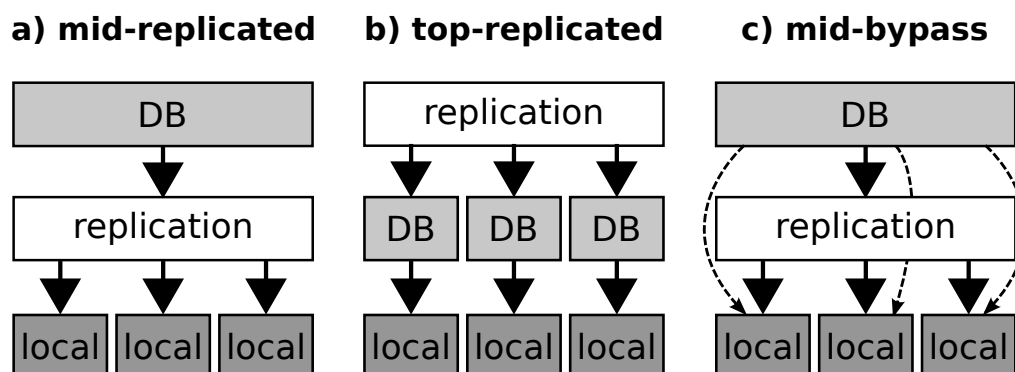 a) mid-replicated
DB
replication
local local local
b) top-replicated
replication
DB DB DB
local local local
c) mid-bypass
DB
replication
local local local